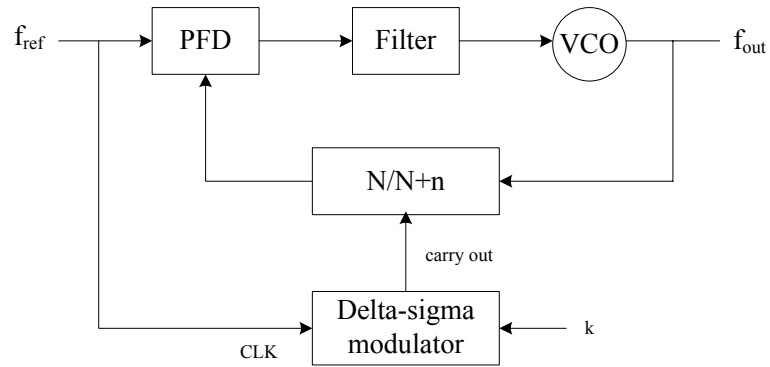 f_ref
PFD
Filter
VCO
f_out
N/N+n
carry out
Delta-sigma
modulator
k
CLK